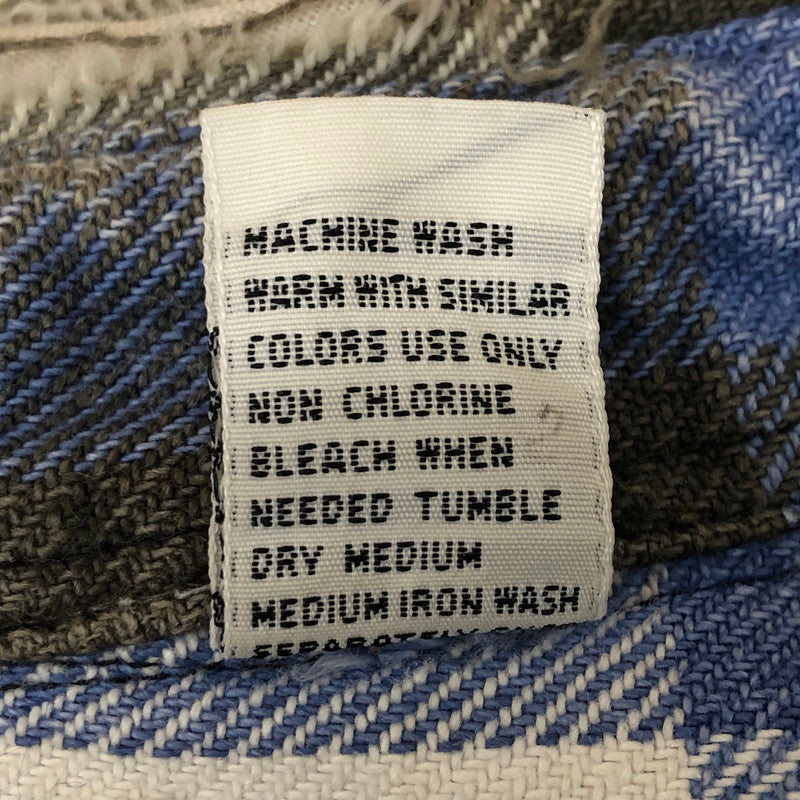 MACHINE WASH
WARM WITH SIMILAR
COLORS USE ONLY
NON CHLORINE
BLEACH WHEN
NEEDED TUMBLE
DRY MEDIUM
MEDIUM IRON WASH
SEPARATELY